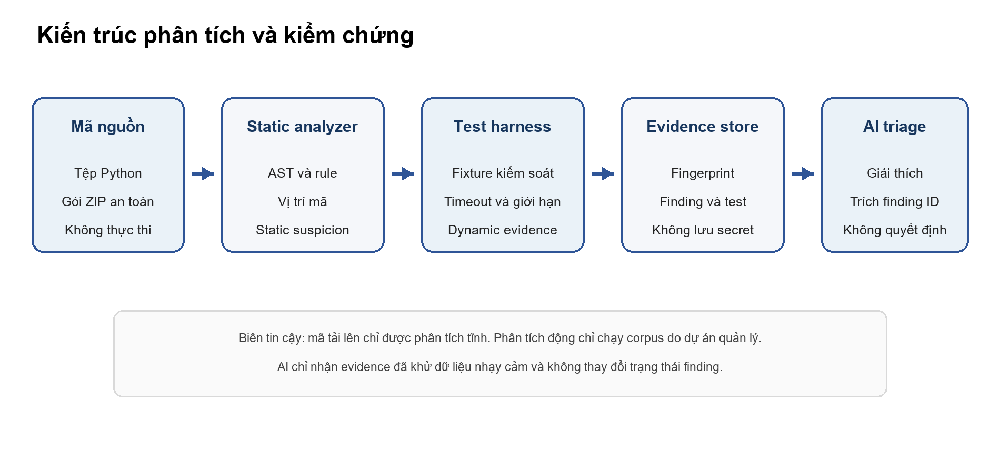 Kiến trúc phân tích và kiểm chứng
Mã nguồn
Tệp Python
Gói ZIP an toàn
Không thực thi
Static analyzer
AST và rule
Vị trí mã
Static suspicion
Test harness
Fixture kiểm soát
Timeout và giới hạn
Dynamic evidence
Evidence store
Fingerprint
Finding và test
Không lưu secret
AI triage
Giải thích
Trích finding ID
Không quyết định
Biên tin cậy: mã tải lên chỉ được phân tích tĩnh. Phân tích động chỉ chạy corpus do dự án quản lý.
AI chỉ nhận evidence đã khử dữ liệu nhạy cảm và không thay đổi trạng thái finding.